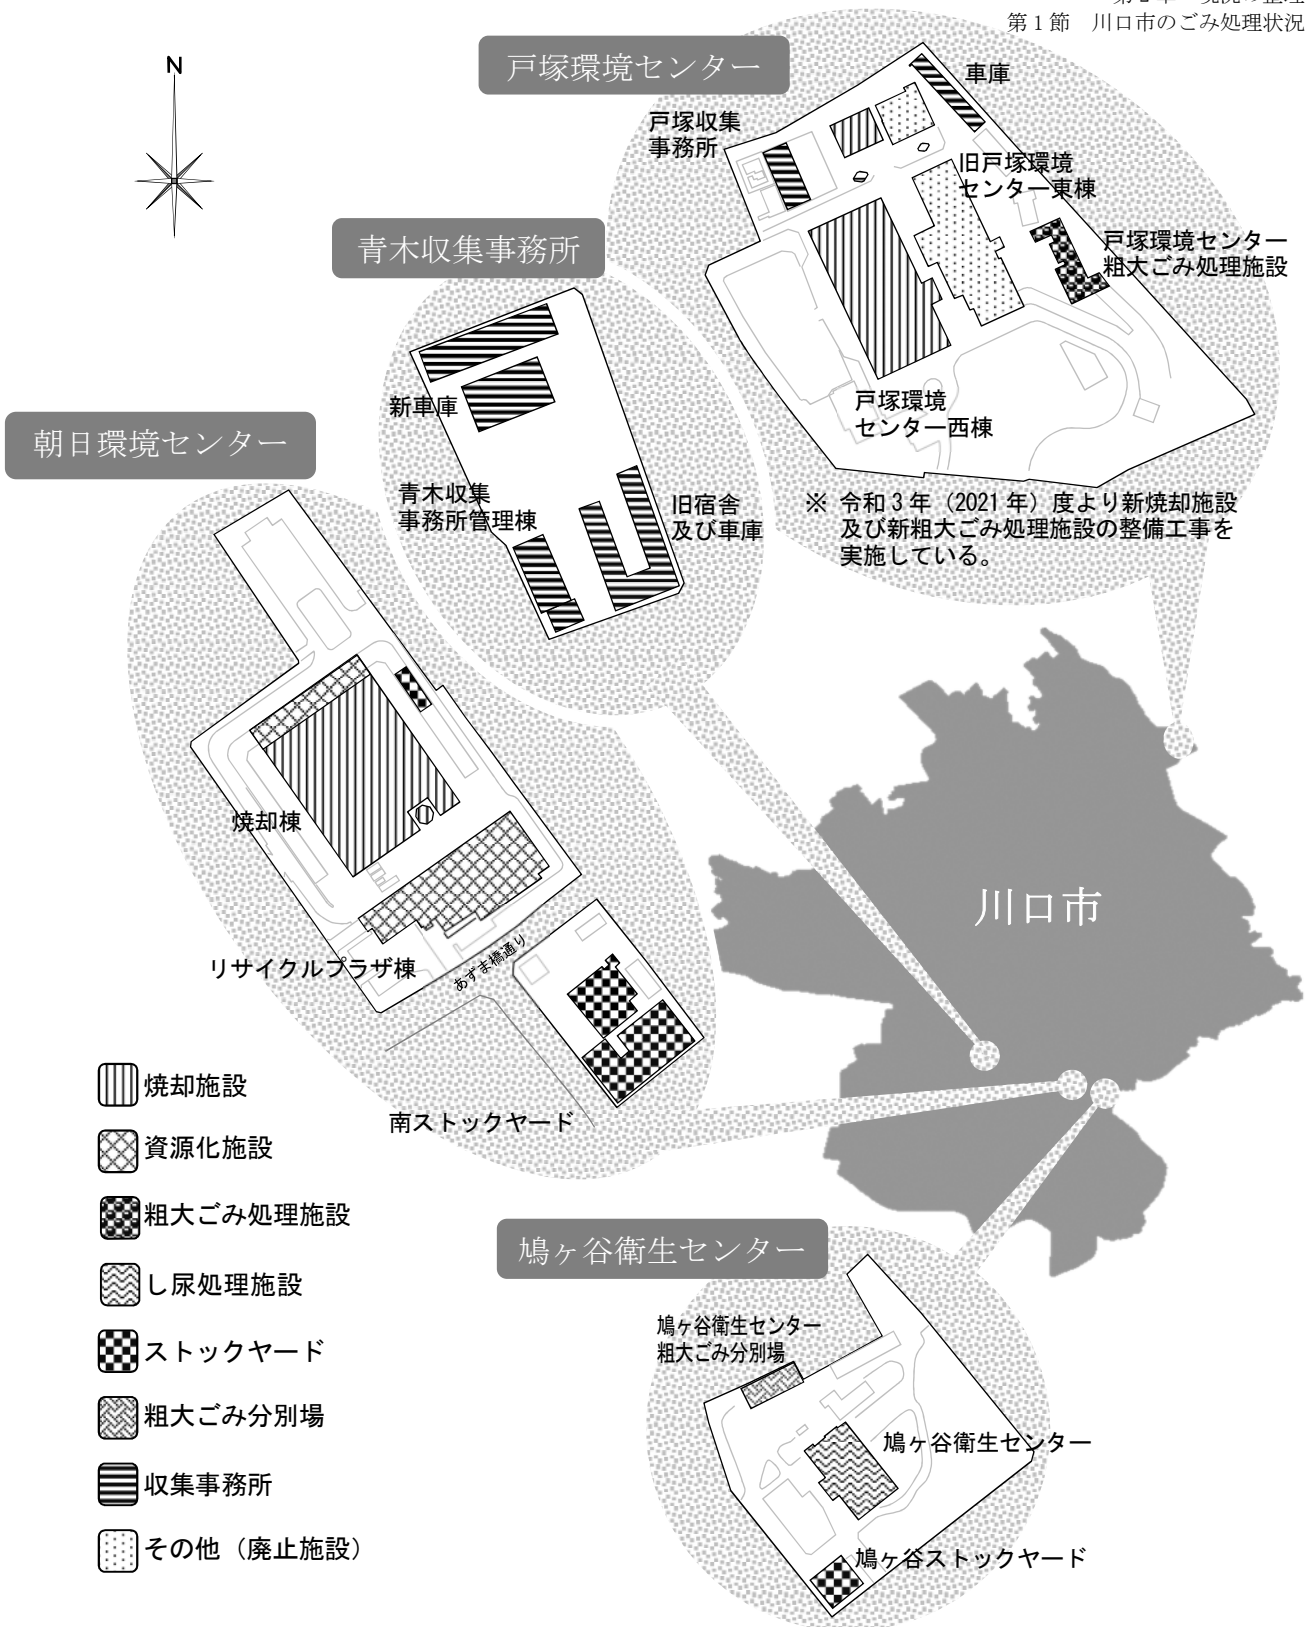 第1節　川口市のごみ処理状況
戸塚環境センター
N
車庫
戸塚収集
事務所
旧戸塚環境
センター東棟
戸塚環境センター
粗大ごみ処理施設
戸塚環境
センター西棟
※ 令和3年（2021年）度より新焼却施設
及び新粗大ごみ処理施設の整備工事を
実施している。
青木収集事務所
新車庫
青木収集
事務所管理棟
旧宿舎
及び車庫
朝日環境センター
焼却棟
リサイクルプラザ棟
あずま橋通り
南ストックヤード
川口市
鳩ヶ谷衛生センター
鳩ヶ谷衛生センター
粗大ごみ分別場
鳩ヶ谷衛生センター
鳩ヶ谷ストックヤード
焼却施設
資源化施設
粗大ごみ処理施設
し尿処理施設
ストックヤード
粗大ごみ分別場
収集事務所
その他（廃止施設）